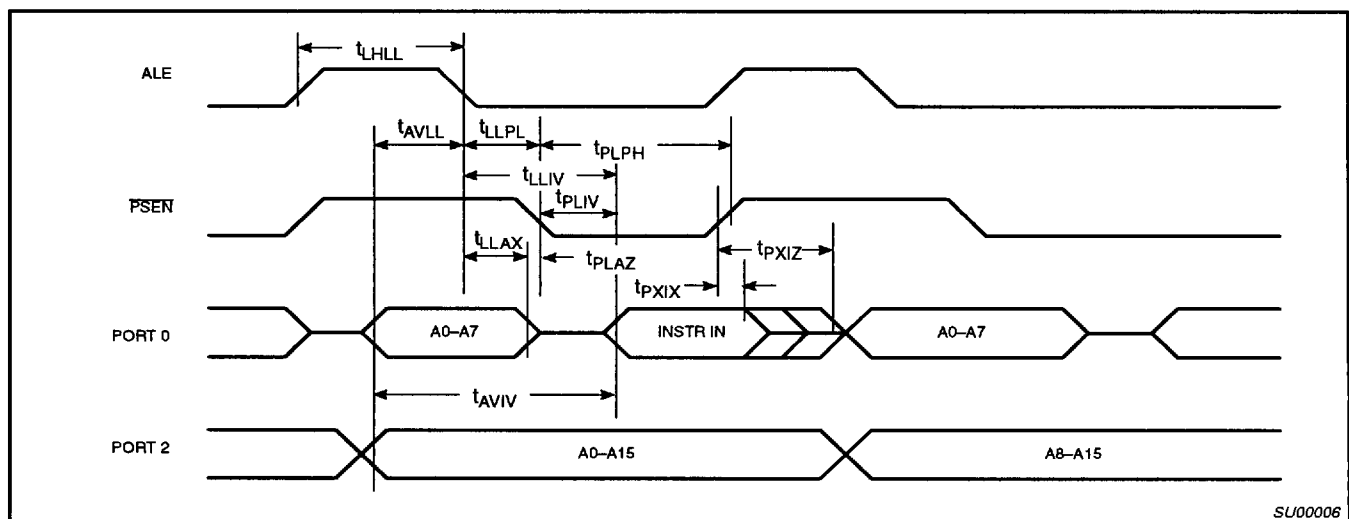 tLHLL
ALE
tAVLL tLLPL
tPLPH
tLLIV
PSEN
tPLIV
tLLAX
tPLAZ
tPXIZ
tPXIX
PORT 0
A0–A7
INSTR IN
A0–A7
tAVIV
PORT 2
A0–A15
A8–A15
SU00006